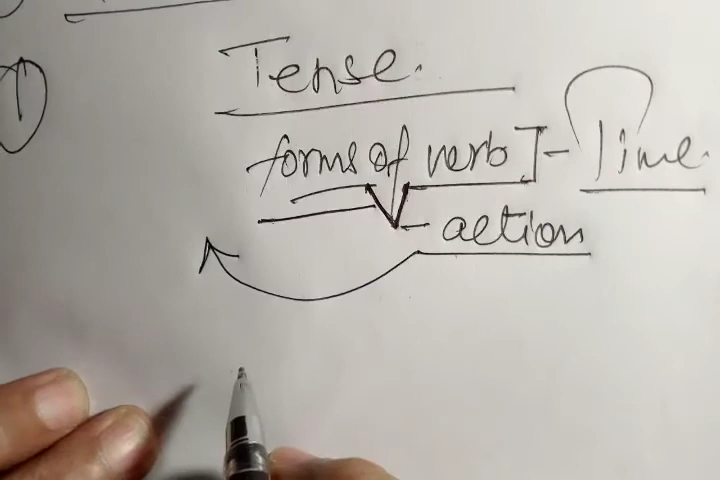 Tense.
forms of verb] - Time.
V - action